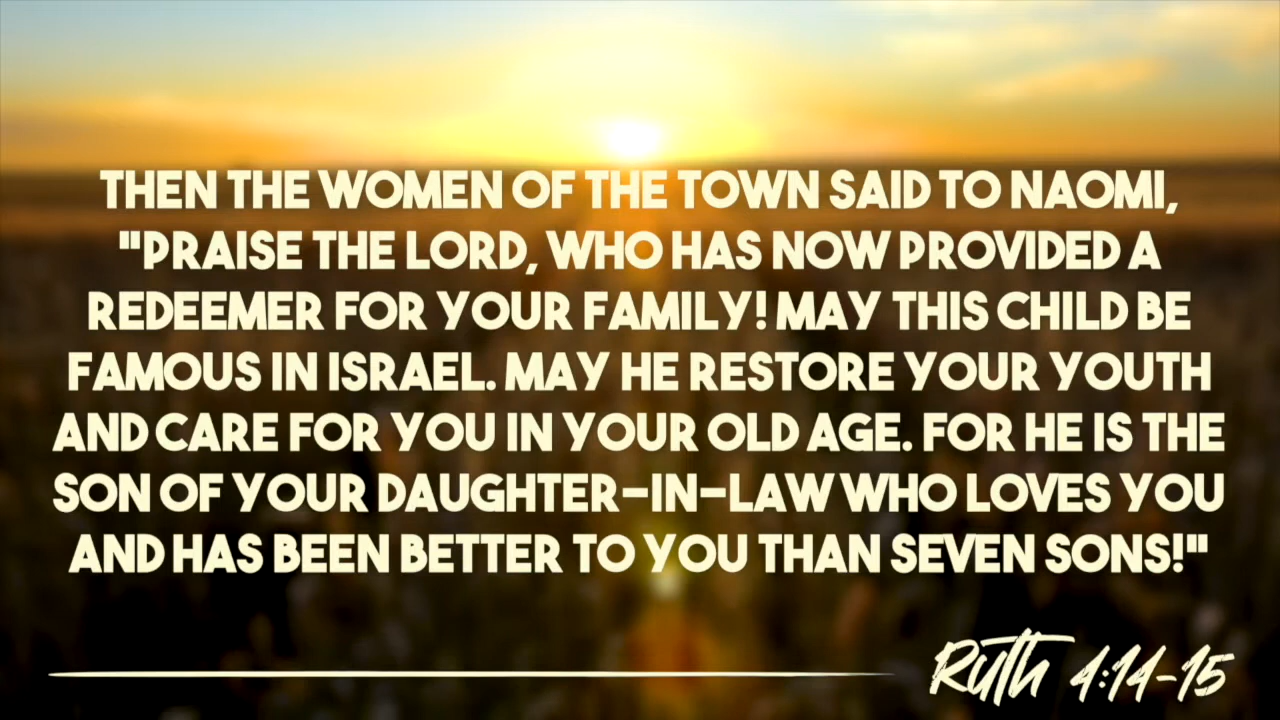 THEN THE WOMEN OF THE TOWN SAID TO NAOMI,
"PRAISE THE LORD, WHO HAS NOW PROVIDED A
REDEEMER FOR YOUR FAMILY! MAY THIS CHILD BE
FAMOUS IN ISRAEL. MAY HE RESTORE YOUR YOUTH
AND CARE FOR YOU IN YOUR OLD AGE. FOR HE IS THE
SON OF YOUR DAUGHTER-IN-LAW WHO LOVES YOU
AND HAS BEEN BETTER TO YOU THAN SEVEN SONS!"
Ruth 4:14-15